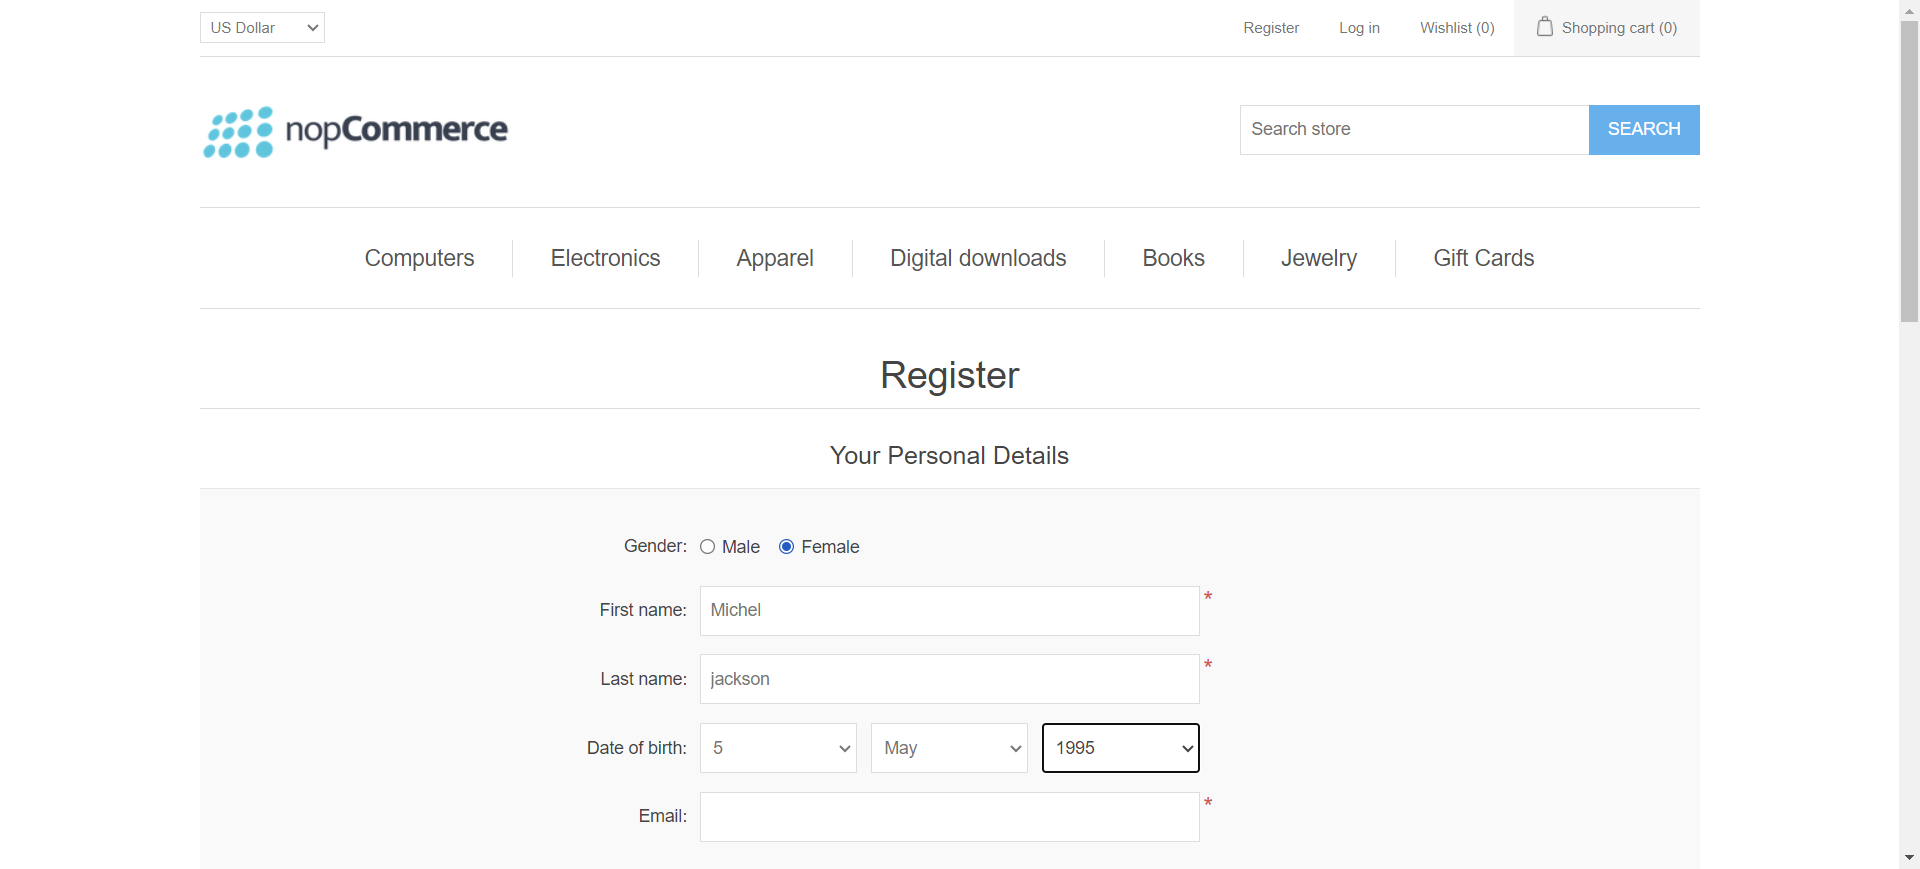 US Dollar Register Log in Wishlist (0) Shopping cart (0)
nopCommerce Search store SEARCH
Computers Electronics Apparel Digital downloads Books Jewelry Gift Cards
Register
Your Personal Details
Gender: Male Female
First name: Michel *
Last name: jackson *
Date of birth: 5 May 1995
Email: *